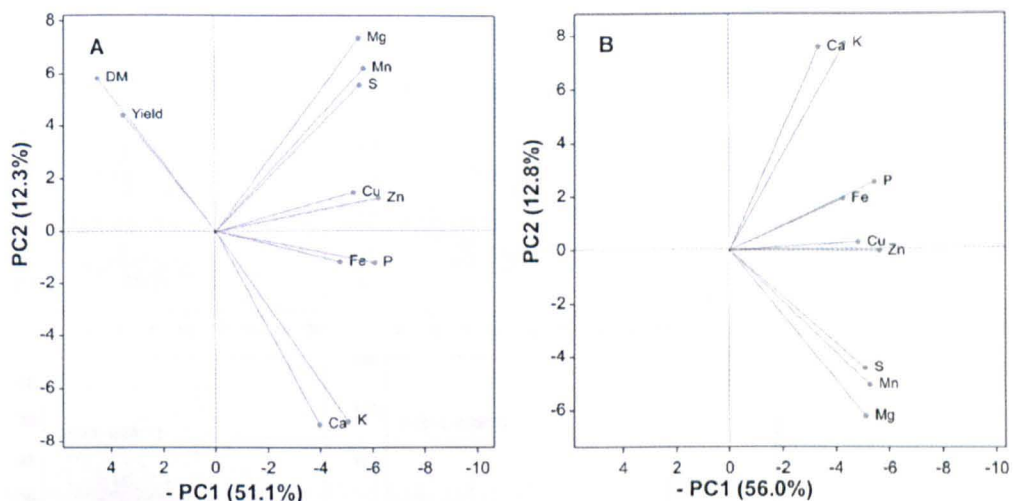 A
PC2 (12.3%)
8
6
4
2
0
-2
-4
-6
-8
Mg
Mn
S
DM
Yield
Cu
Zn
Fe
P
Ca
K
4
2
0
-2
-4
-6
-8
-10
- PC1 (51.1%)
B
PC2 (12.8%)
8
6
4
2
0
-2
-4
-6
Ca
K
P
Fe
Cu
Zn
S
Mn
Mg
4
2
0
-2
-4
-6
-8
-10
- PC1 (56.0%)